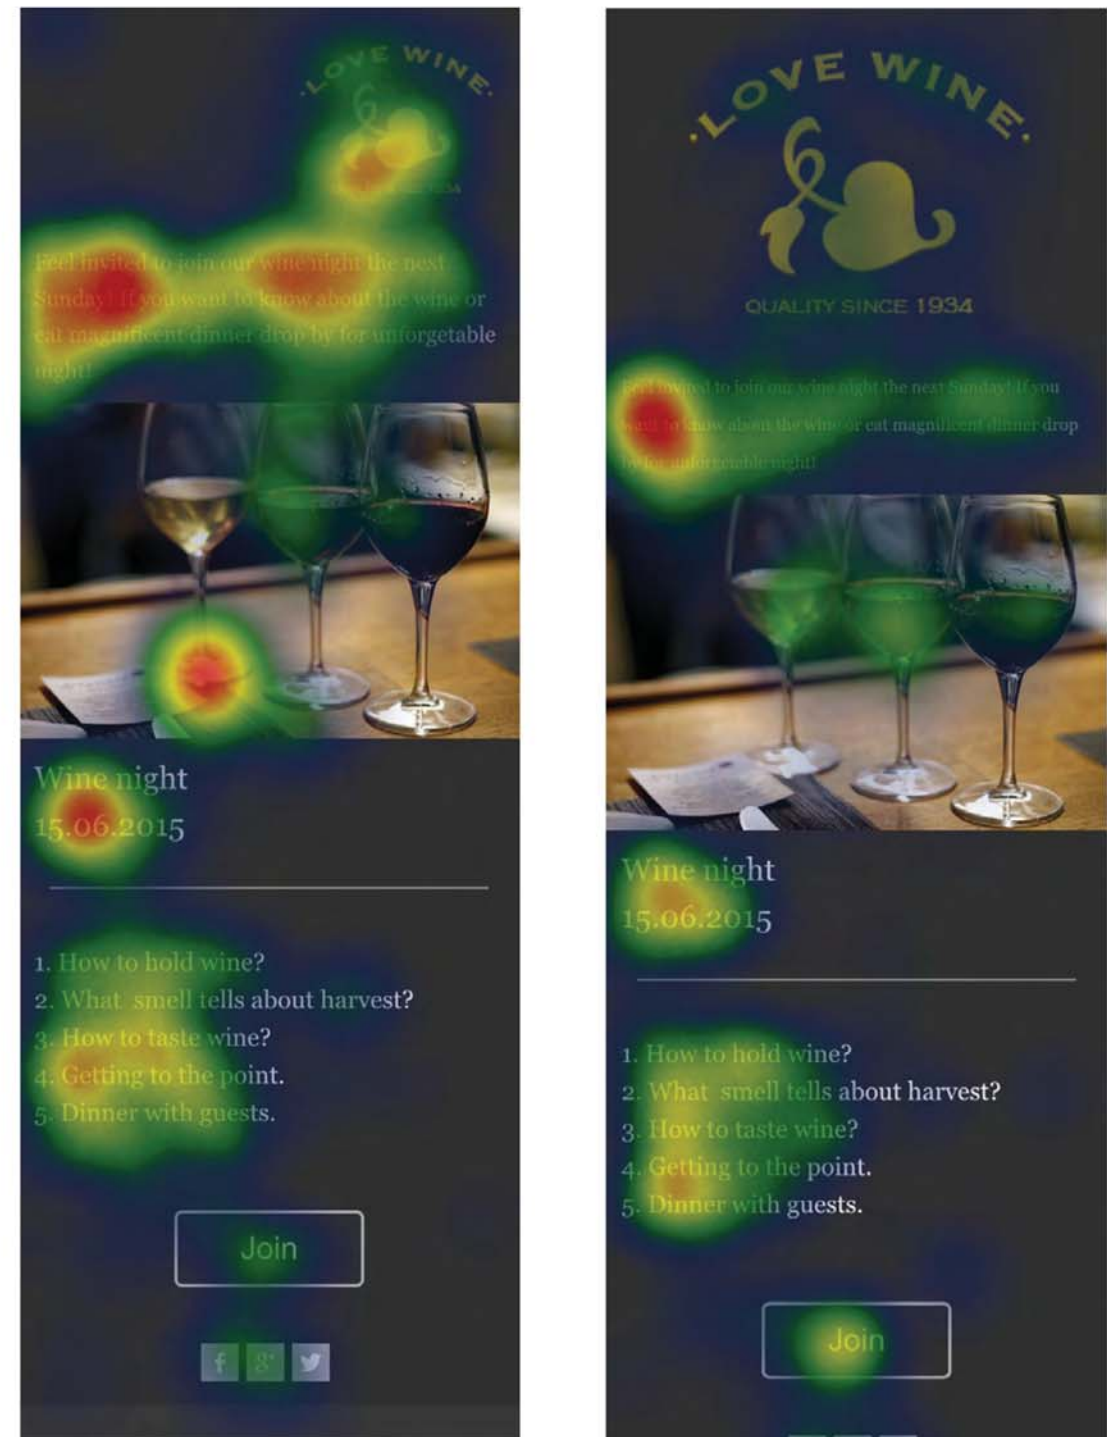 ·LOVE WINE·
SINCE 1934
Feel invited to join our wine night the next
Sunday! If you want to know about the wine or
eat magnificent dinner drop by for unforgetable
night!
Wine night
15.06.2015
1. How to hold wine?
2. What smell tells about harvest?
3. How to taste wine?
4. Getting to the point.
5. Dinner with guests.
Join
f g+
·LOVE WINE·
QUALITY SINCE 1934
Feel invited to join our wine night the next Sunday! If you
want to know about the wine or eat magnificent dinner drop
by for unforgetable night!
Wine night
15.06.2015
1. How to hold wine?
2. What smell tells about harvest?
3. How to taste wine?
4. Getting to the point.
5. Dinner with guests.
Join